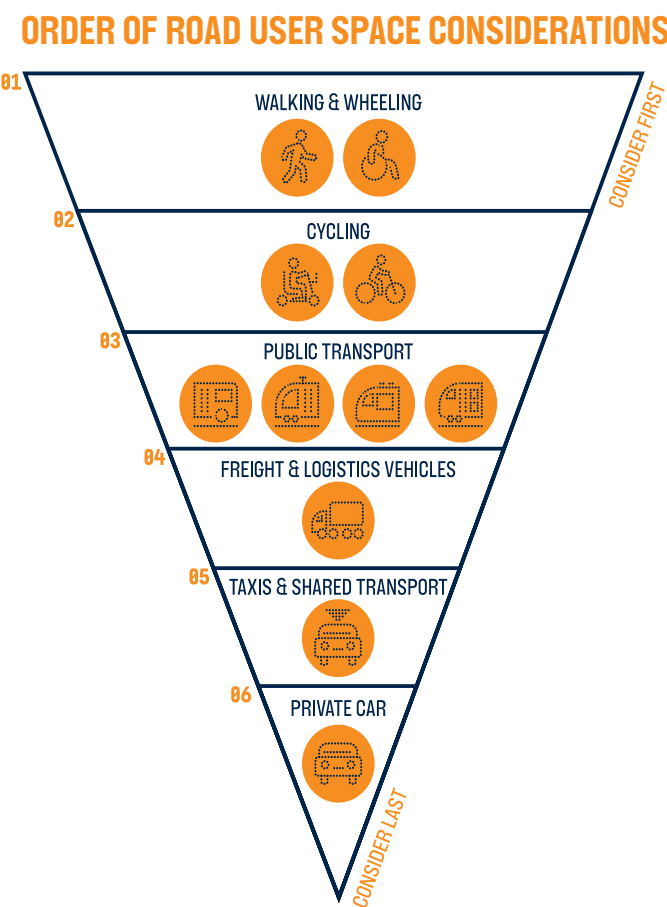 ORDER OF ROAD USER SPACE CONSIDERATIONS
01
WALKING & WHEELING
CONSIDER FIRST
02
CYCLING
03
PUBLIC TRANSPORT
04
FREIGHT & LOGISTICS VEHICLES
05
TAXIS & SHARED TRANSPORT
06
PRIVATE CAR
CONSIDER LAST